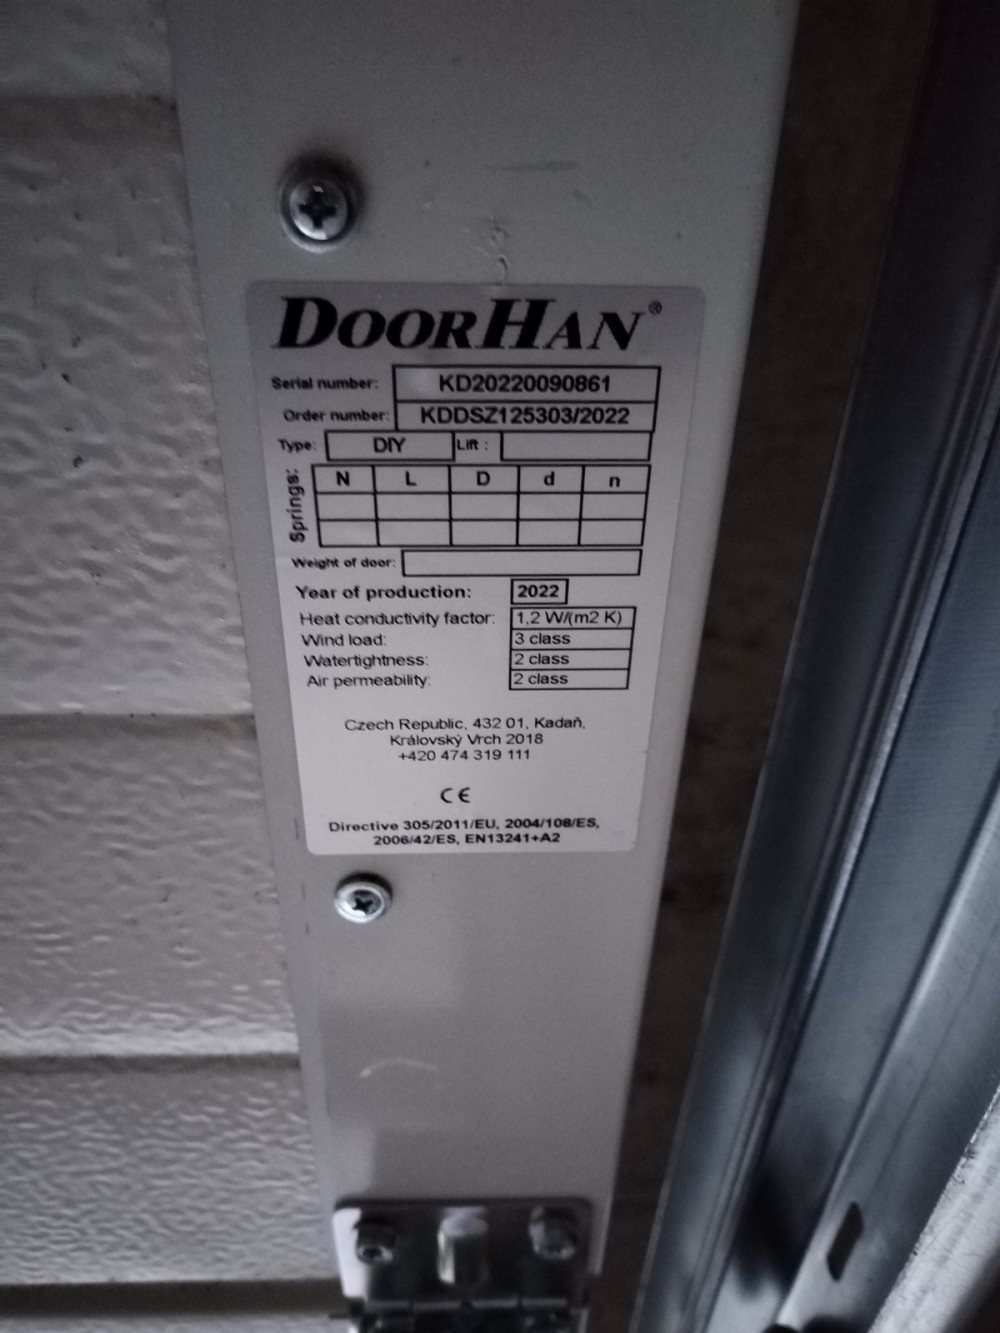 DOORHAN®
Serial number: KD20220090861
Order number: KDDSZ125303/2022
Type: DIY Lift :
Springs: N L D d n
Weight of door:
Year of production: 2022
Heat conductivity factor: 1,2 W/(m2 K)
Wind load: 3 class
Watertightness: 2 class
Air permeability: 2 class
Czech Republic, 432 01, Kadaň,
Královský Vrch 2018
+420 474 319 111
CE
Directive 305/2011/EU, 2004/108/ES,
2006/42/ES, EN13241+A2